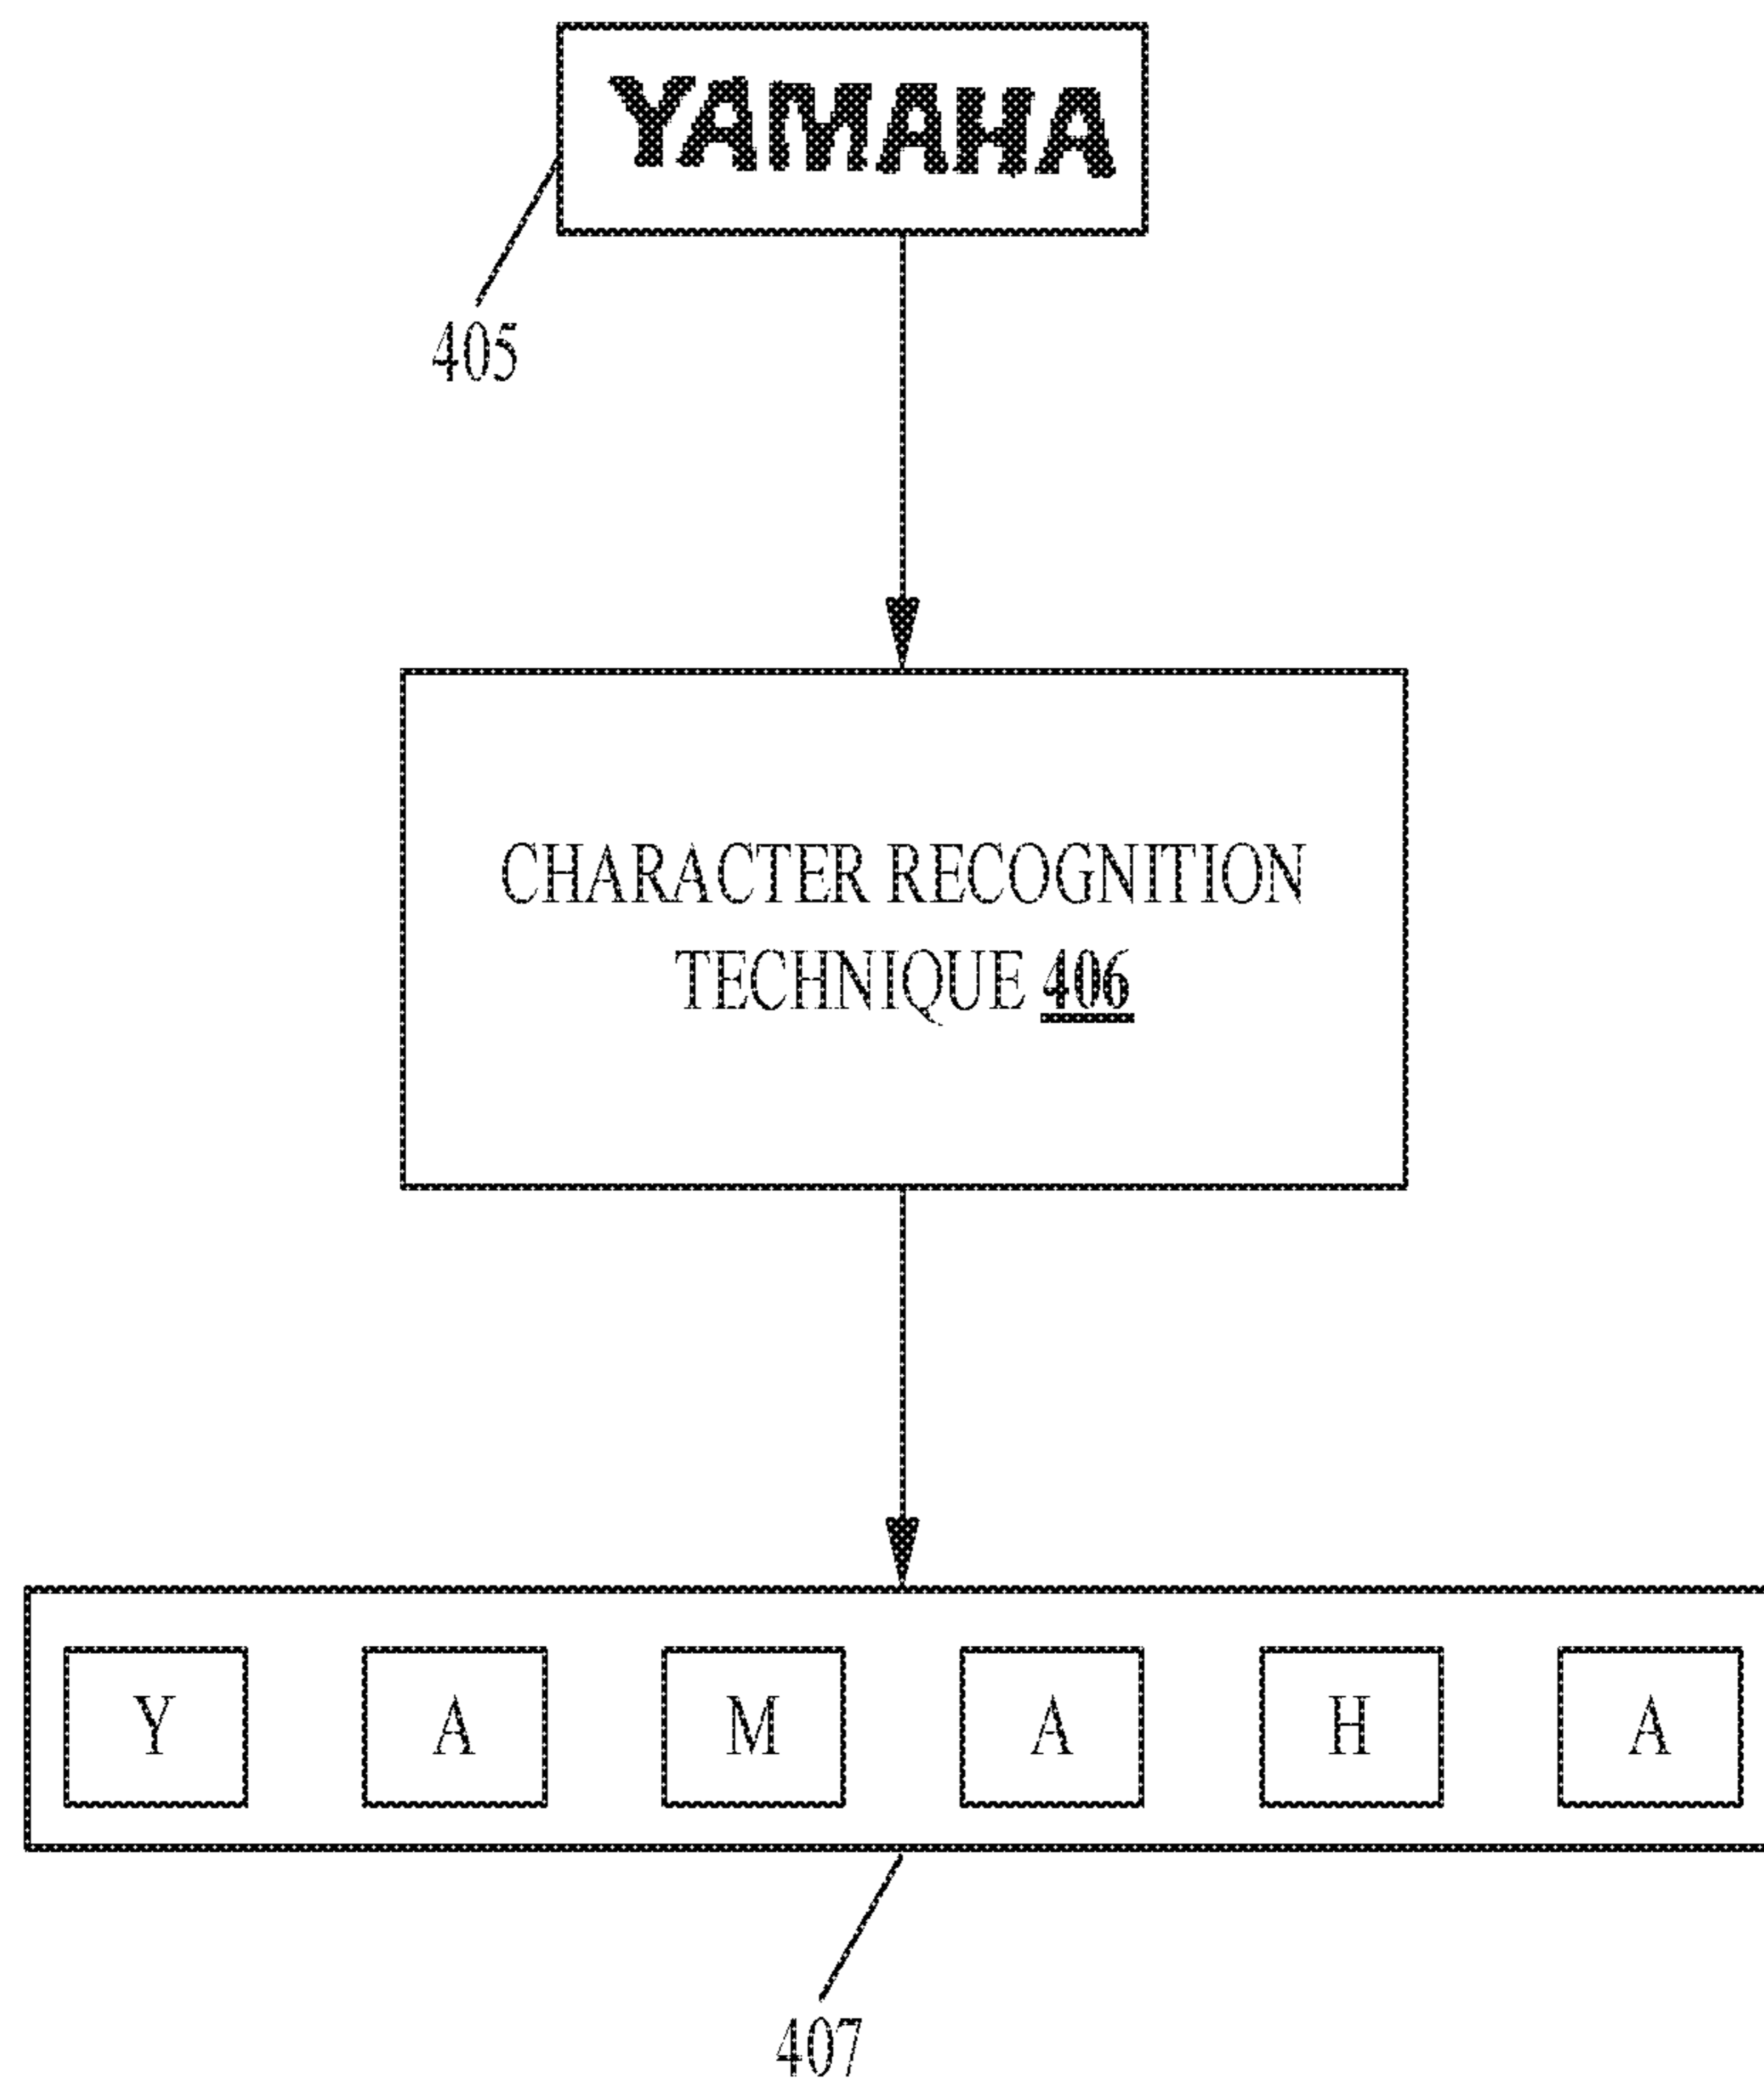 YAMAHA
405
CHARACTER RECOGNITION
TECHNIQUE 406
Y A M A H A
407